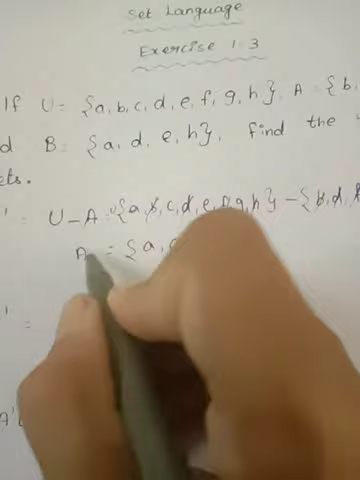 Set Language
Exercise 1.3
If U = {a, b, c, d, e, f, g, h}, A = {b,
B = {a, d, e, h}, find the
ets.
' = U - A = {a, b, c, d, e, f, g, h} - {b, d, f
A = {a, c
' =
A'